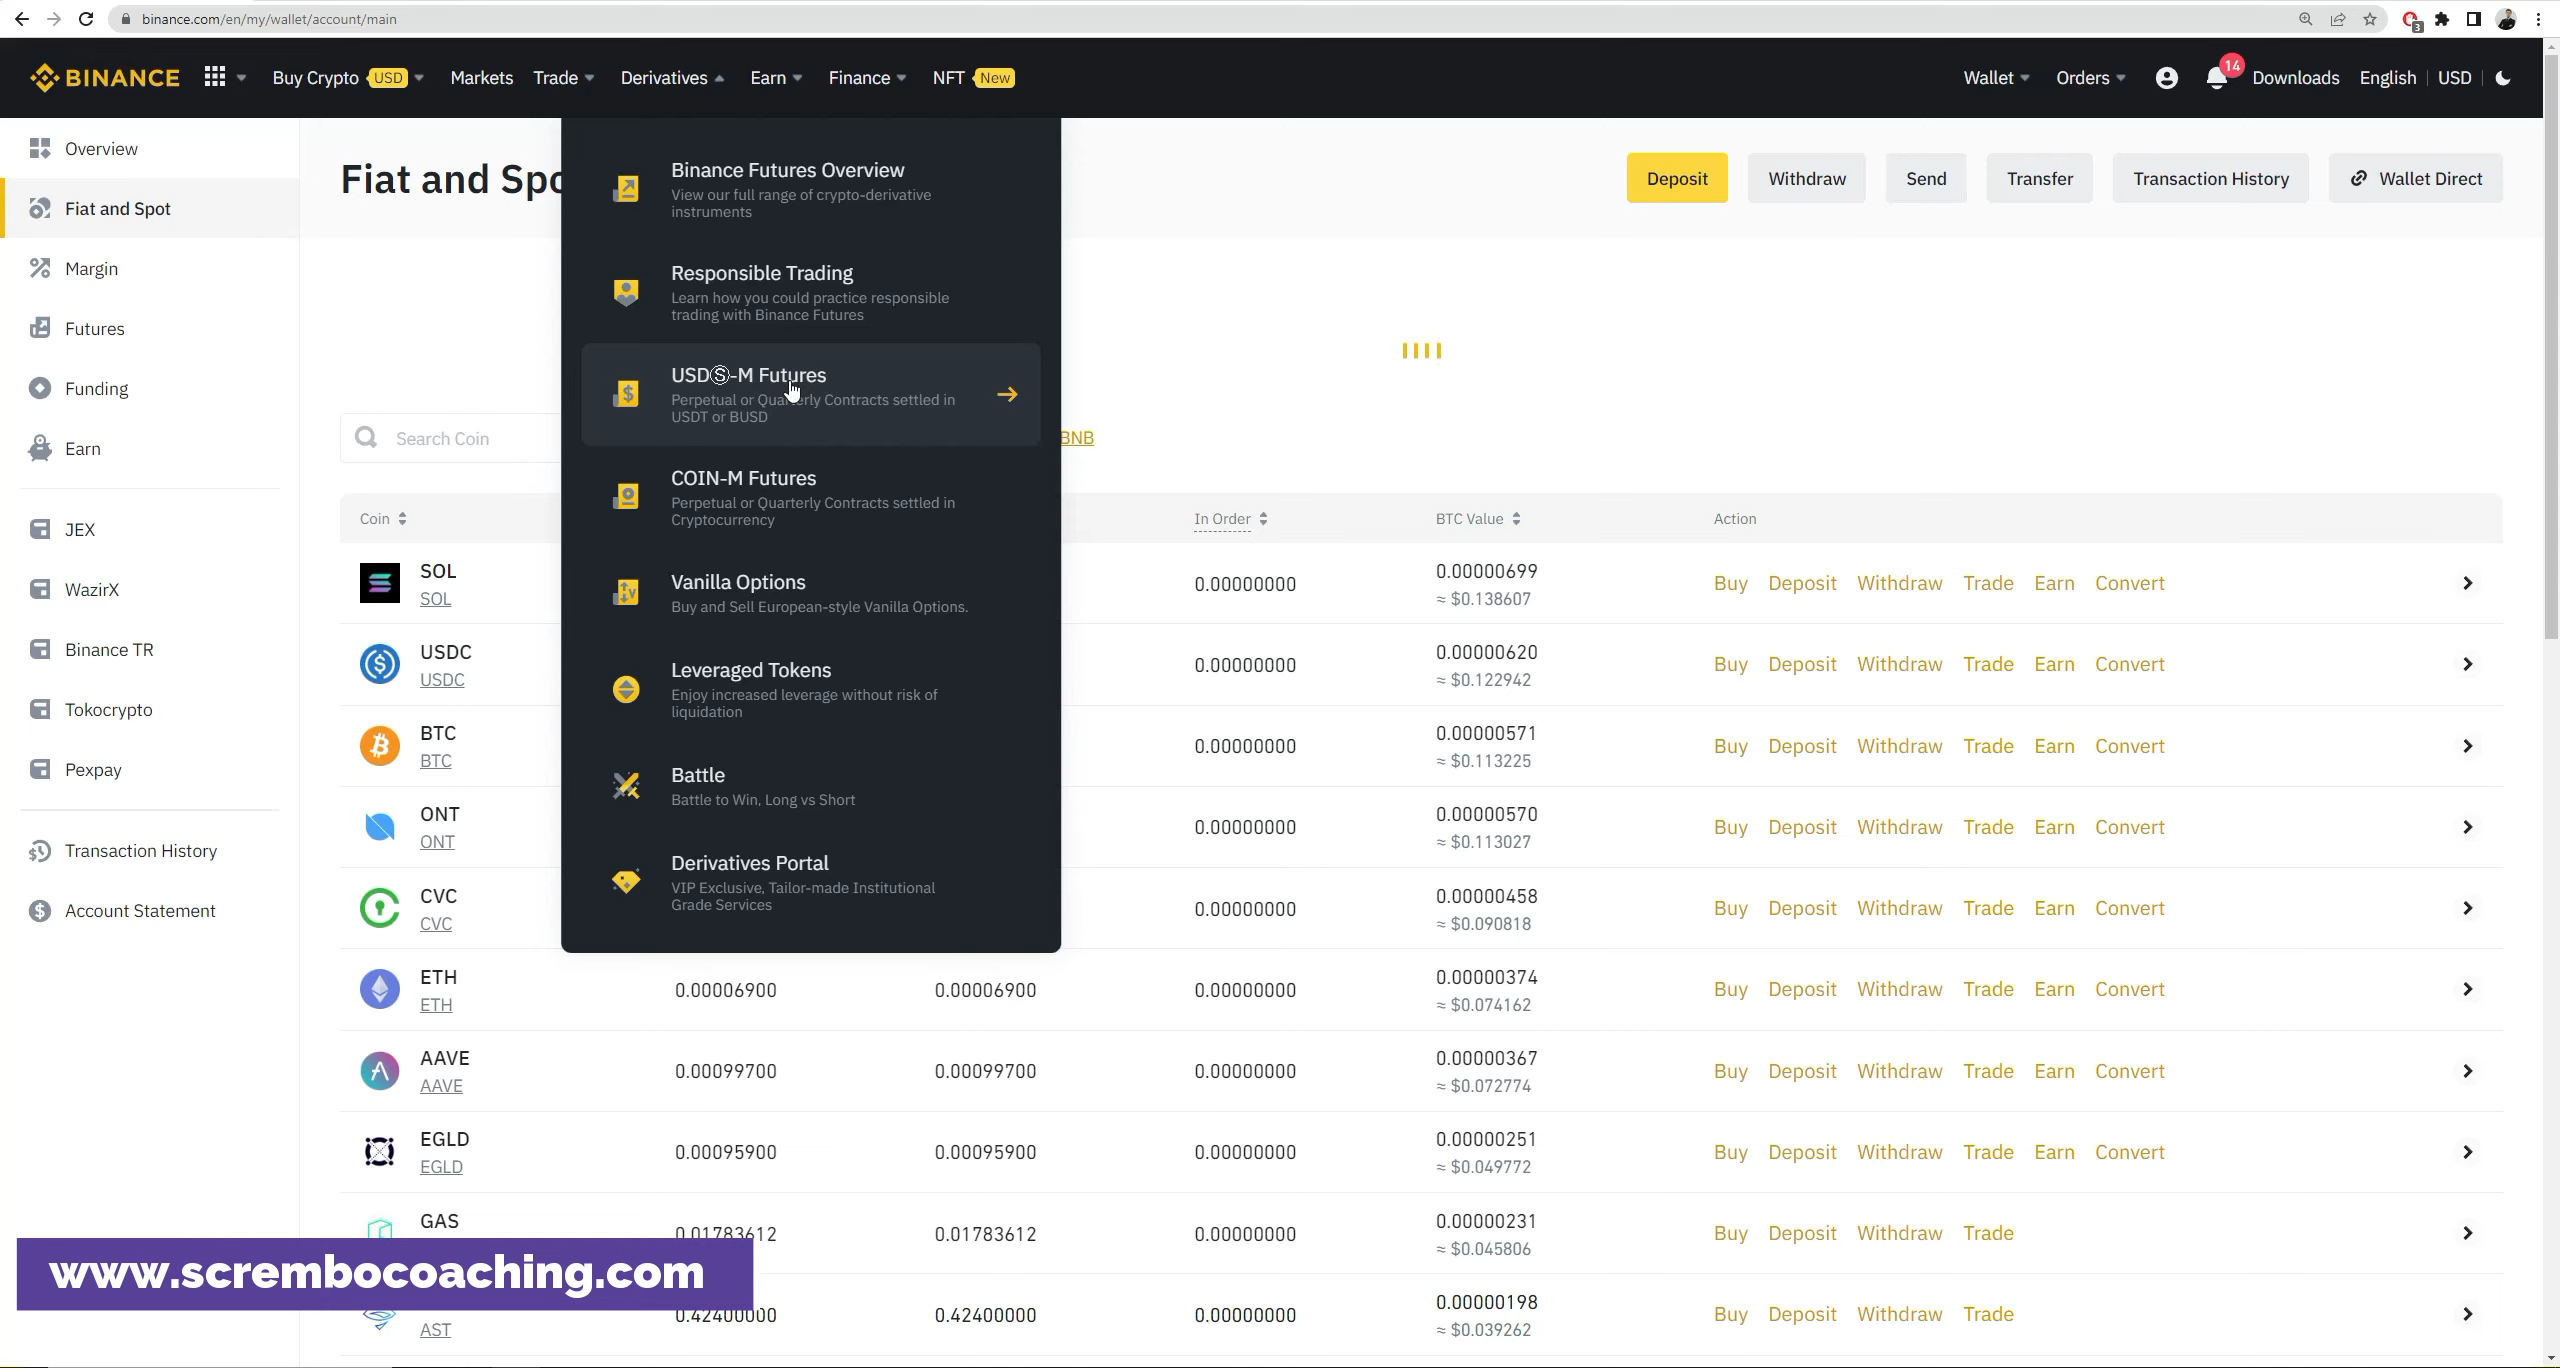 binance.com/en/my/wallet/account/main
3
BINANCE
Buy Crypto USD
Markets
Trade
Derivatives
Earn
Finance
NFT New
Wallet
Orders
14
Downloads
English
USD
Overview
Fiat and Spot
Margin
Futures
Funding
Earn
JEX
WazirX
Binance TR
Tokocrypto
Pexpay
Transaction History
Account Statement
Fiat and Spo
Deposit
Withdraw
Send
Transfer
Transaction History
Wallet Direct
Binance Futures Overview
View our full range of crypto-derivative
instruments
Responsible Trading
Learn how you could practice responsible
trading with Binance Futures
USDⓈ-M Futures
Perpetual or Quarterly Contracts settled in
USDT or BUSD
COIN-M Futures
Perpetual or Quarterly Contracts settled in
Cryptocurrency
Vanilla Options
Buy and Sell European-style Vanilla Options.
Leveraged Tokens
Enjoy increased leverage without risk of
liquidation
Battle
Battle to Win, Long vs Short
Derivatives Portal
VIP Exclusive, Tailor-made Institutional
Grade Services
Search Coin
BNB
Coin In Order BTC Value Action
SOL 0.00000699
SOL 0.00000000 ≈ $0.138607 Buy Deposit Withdraw Trade Earn Convert
USDC 0.00000620
USDC 0.00000000 ≈ $0.122942 Buy Deposit Withdraw Trade Earn Convert
BTC 0.00000571
BTC 0.00000000 ≈ $0.113225 Buy Deposit Withdraw Trade Earn Convert
ONT 0.00000570
ONT 0.00000000 ≈ $0.113027 Buy Deposit Withdraw Trade Earn Convert
CVC 0.00000458
CVC 0.00000000 ≈ $0.090818 Buy Deposit Withdraw Trade Earn Convert
ETH 0.00000374
ETH 0.00006900 0.00006900 0.00000000 ≈ $0.074162 Buy Deposit Withdraw Trade Earn Convert
AAVE 0.00000367
AAVE 0.00099700 0.00099700 0.00000000 ≈ $0.072774 Buy Deposit Withdraw Trade Earn Convert
EGLD 0.00000251
EGLD 0.00095900 0.00095900 0.00000000 ≈ $0.049772 Buy Deposit Withdraw Trade Earn Convert
GAS 0.00000231
0.01783612 0.01783612 0.00000000 ≈ $0.045806 Buy Deposit Withdraw Trade
www.scrembocoaching.com
0.00000198
AST 0.42400000 0.42400000 0.00000000 ≈ $0.039262 Buy Deposit Withdraw Trade